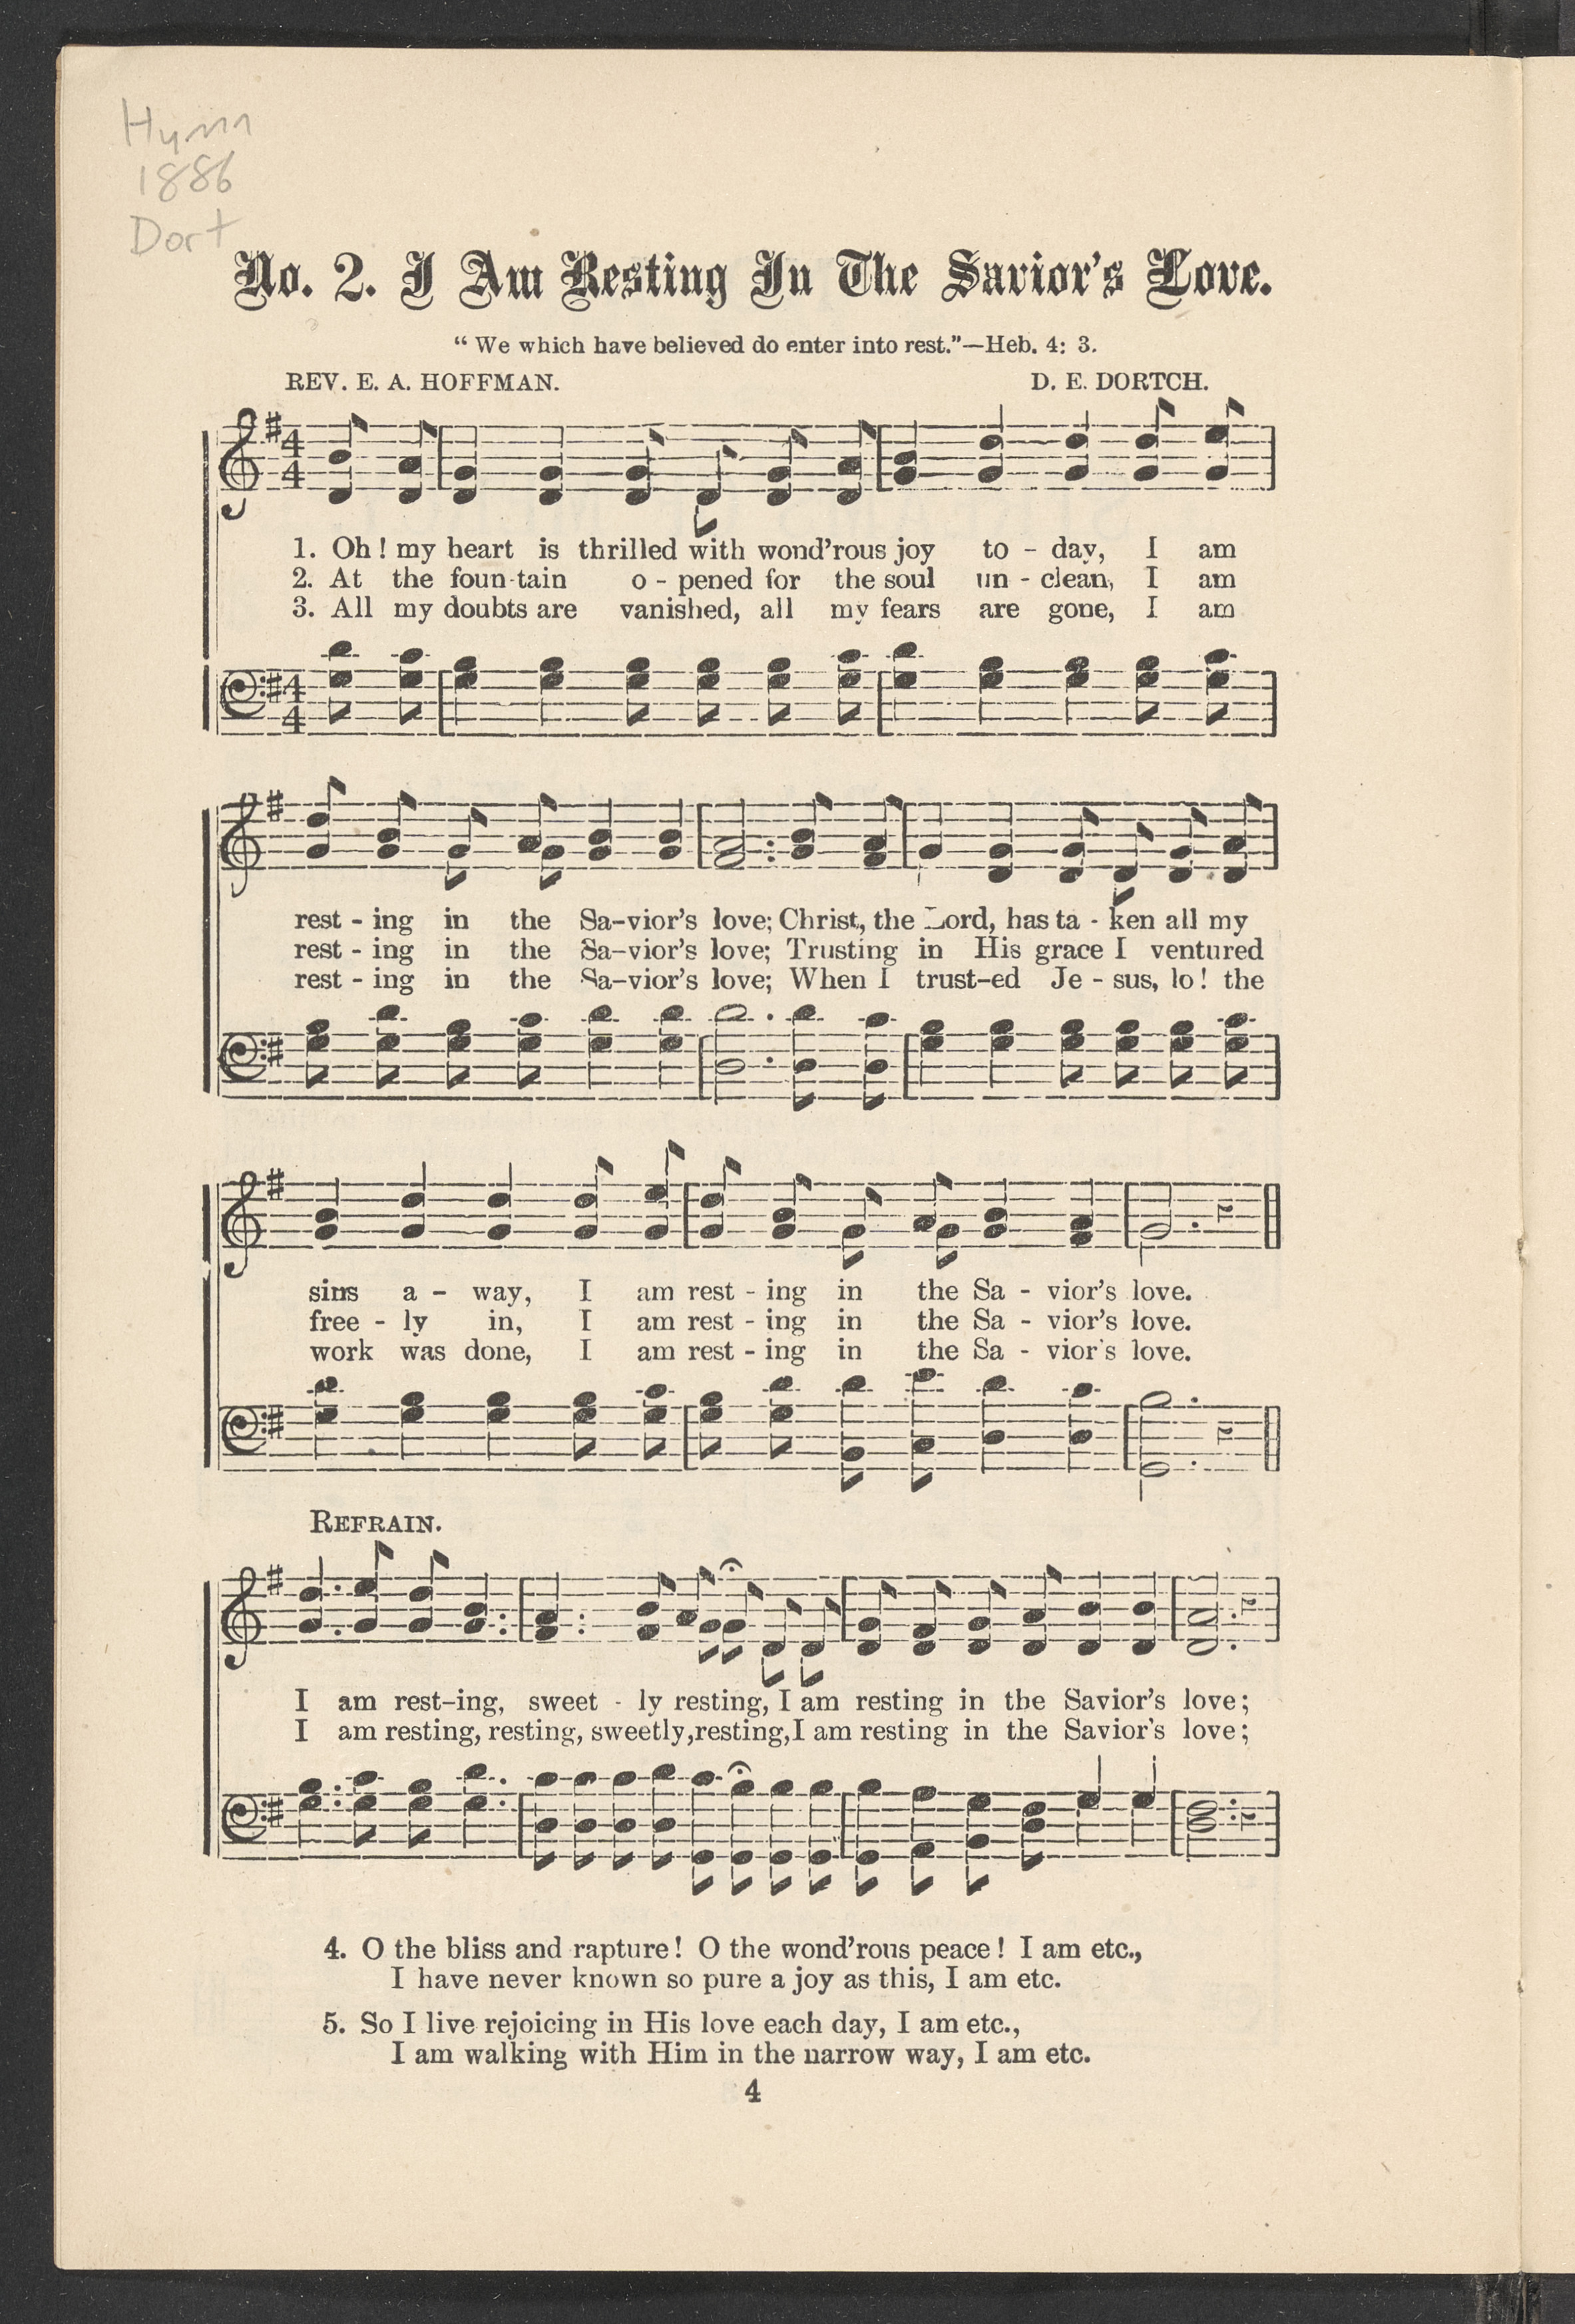 Hymn
1886
Dort
No. 2. I Am Resting In The Savior's Love.
“ We which have believed do enter into rest.”—Heb. 4: 3.
REV. E. A. HOFFMAN. D. E. DORTCH.
4
4
1. Oh! my heart is thrilled with wond'rous joy to - day, I am
2. At the foun-tain o - pened for the soul un - clean, I am
3. All my doubts are vanished, all my fears are gone, I am
4
4
rest - ing in the Sa-vior's love; Christ, the Lord, has ta - ken all my
rest - ing in the Sa-vior's love; Trusting in His grace I ventured
rest - ing in the Sa-vior's love; When I trust-ed Je - sus, lo! the
sins a - way, I am rest - ing in the Sa - vior's love.
free - ly in, I am rest - ing in the Sa - vior's love.
work was done, I am rest - ing in the Sa - vior's love.
REFRAIN.
I am rest-ing, sweet - ly resting, I am resting in the Savior's love;
I am resting, resting, sweetly, resting, I am resting in the Savior's love;
4. O the bliss and rapture! O the wond'rous peace! I am etc.,
I have never known so pure a joy as this, I am etc.
5. So I live rejoicing in His love each day, I am etc.,
I am walking with Him in the narrow way, I am etc.
4